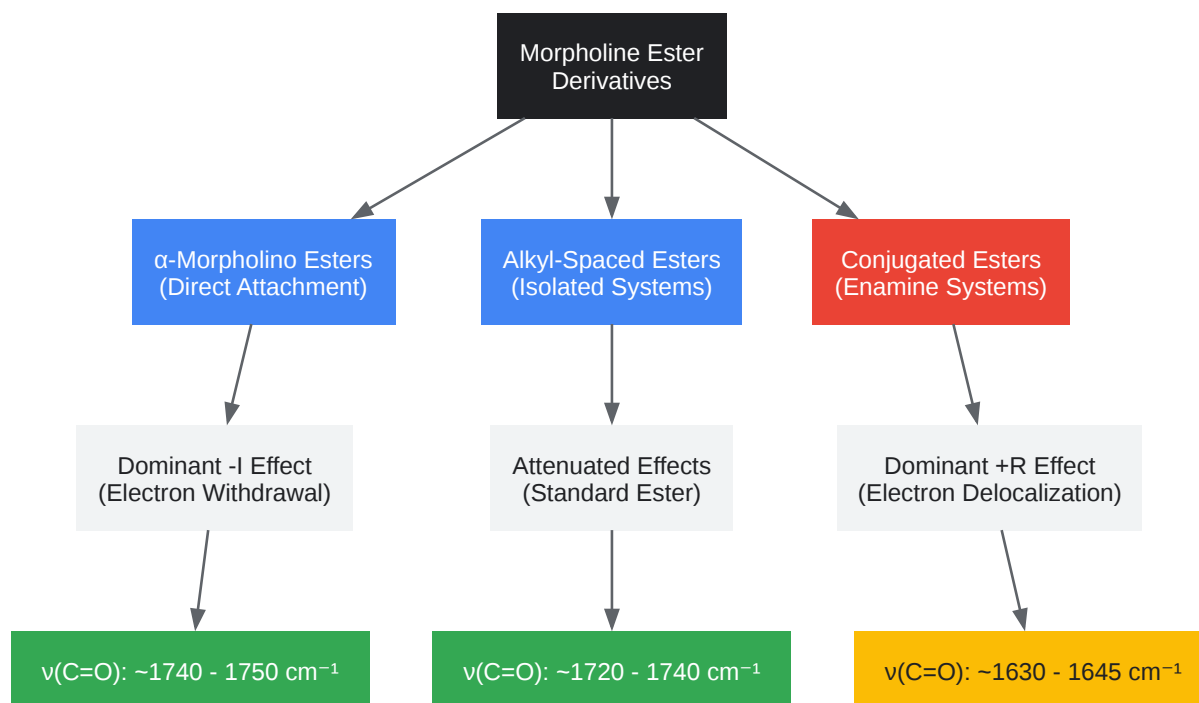 Morpholine Ester
Derivatives
α-Morpholino Esters
(Direct Attachment)
Alkyl-Spaced Esters
(Isolated Systems)
Conjugated Esters
(Enamine Systems)
Dominant -I Effect
(Electron Withdrawal)
Attenuated Effects
(Standard Ester)
Dominant +R Effect
(Electron Delocalization)
ν(C=O): ~1740 - 1750 cm⁻¹
ν(C=O): ~1720 - 1740 cm⁻¹
ν(C=O): ~1630 - 1645 cm⁻¹